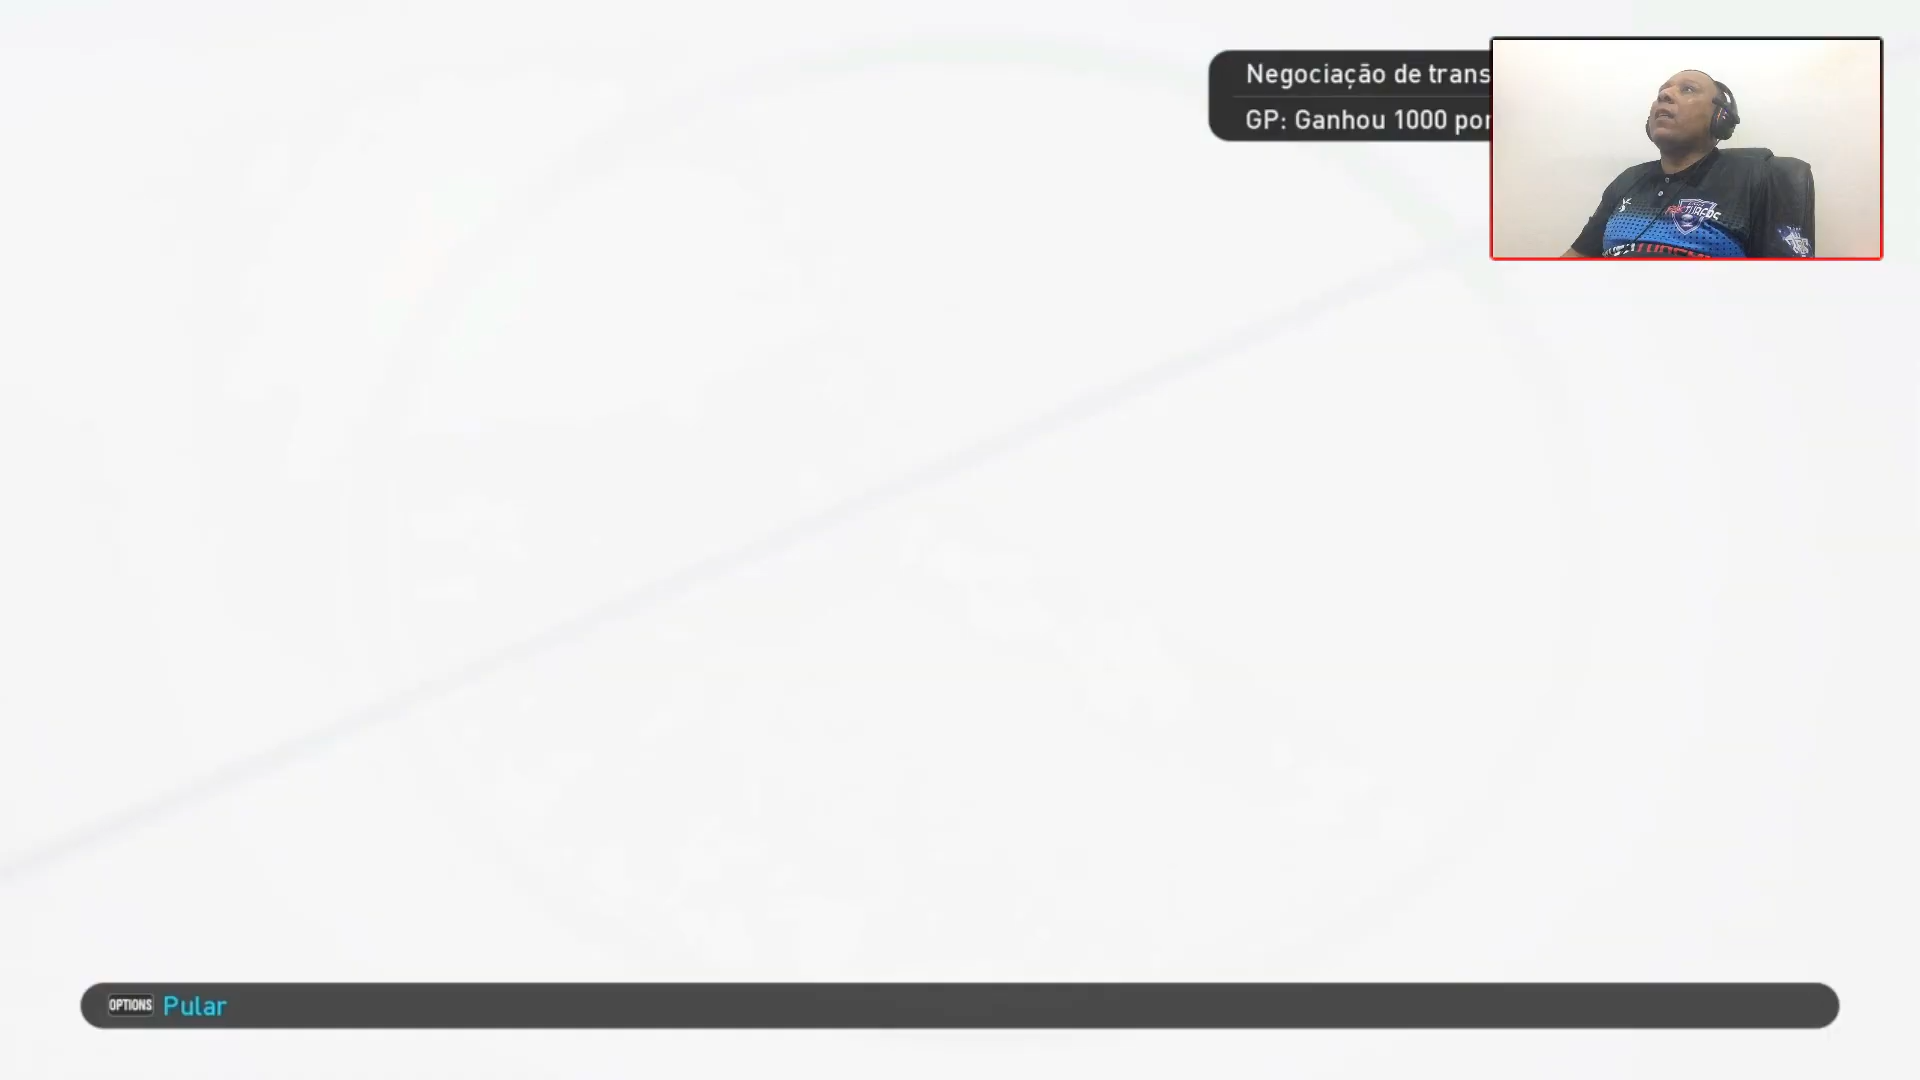 Negociação de trans
GP: Ganhou 1000 por
OPTIONS Pular